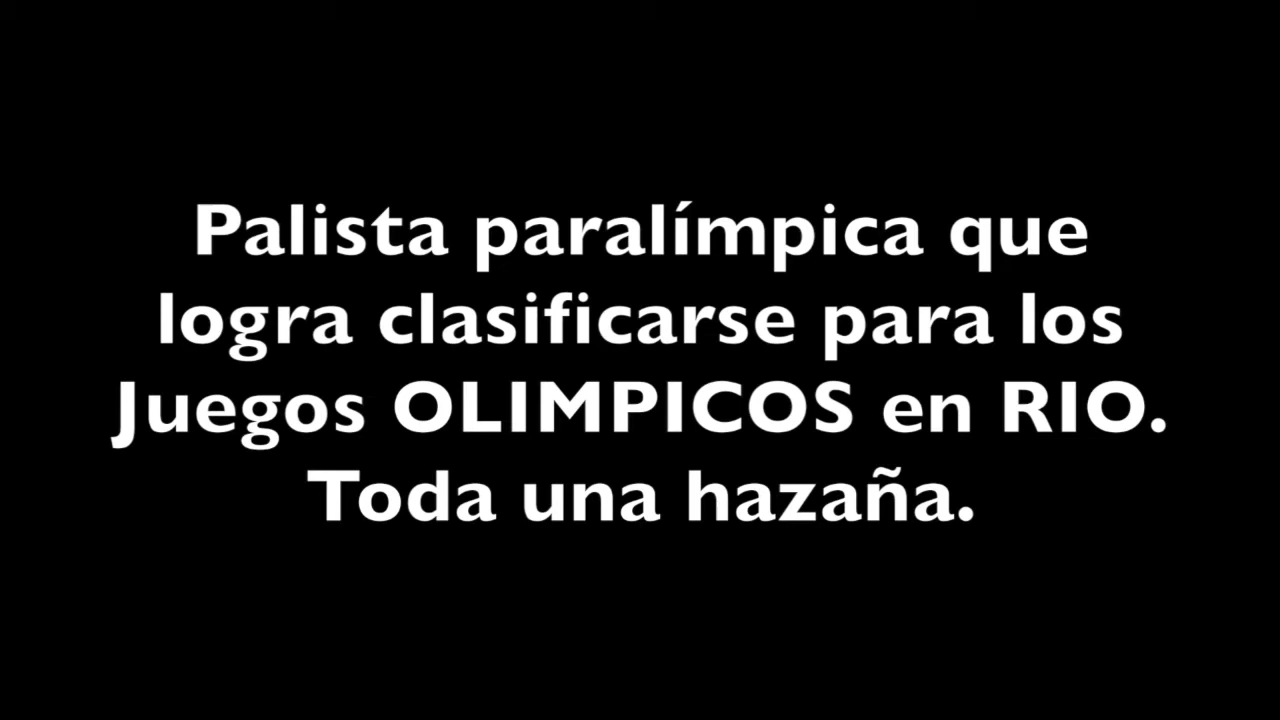 Palista paralímpica que
logra clasificarse para los
Juegos OLIMPICOS en RIO.
Toda una hazaña.